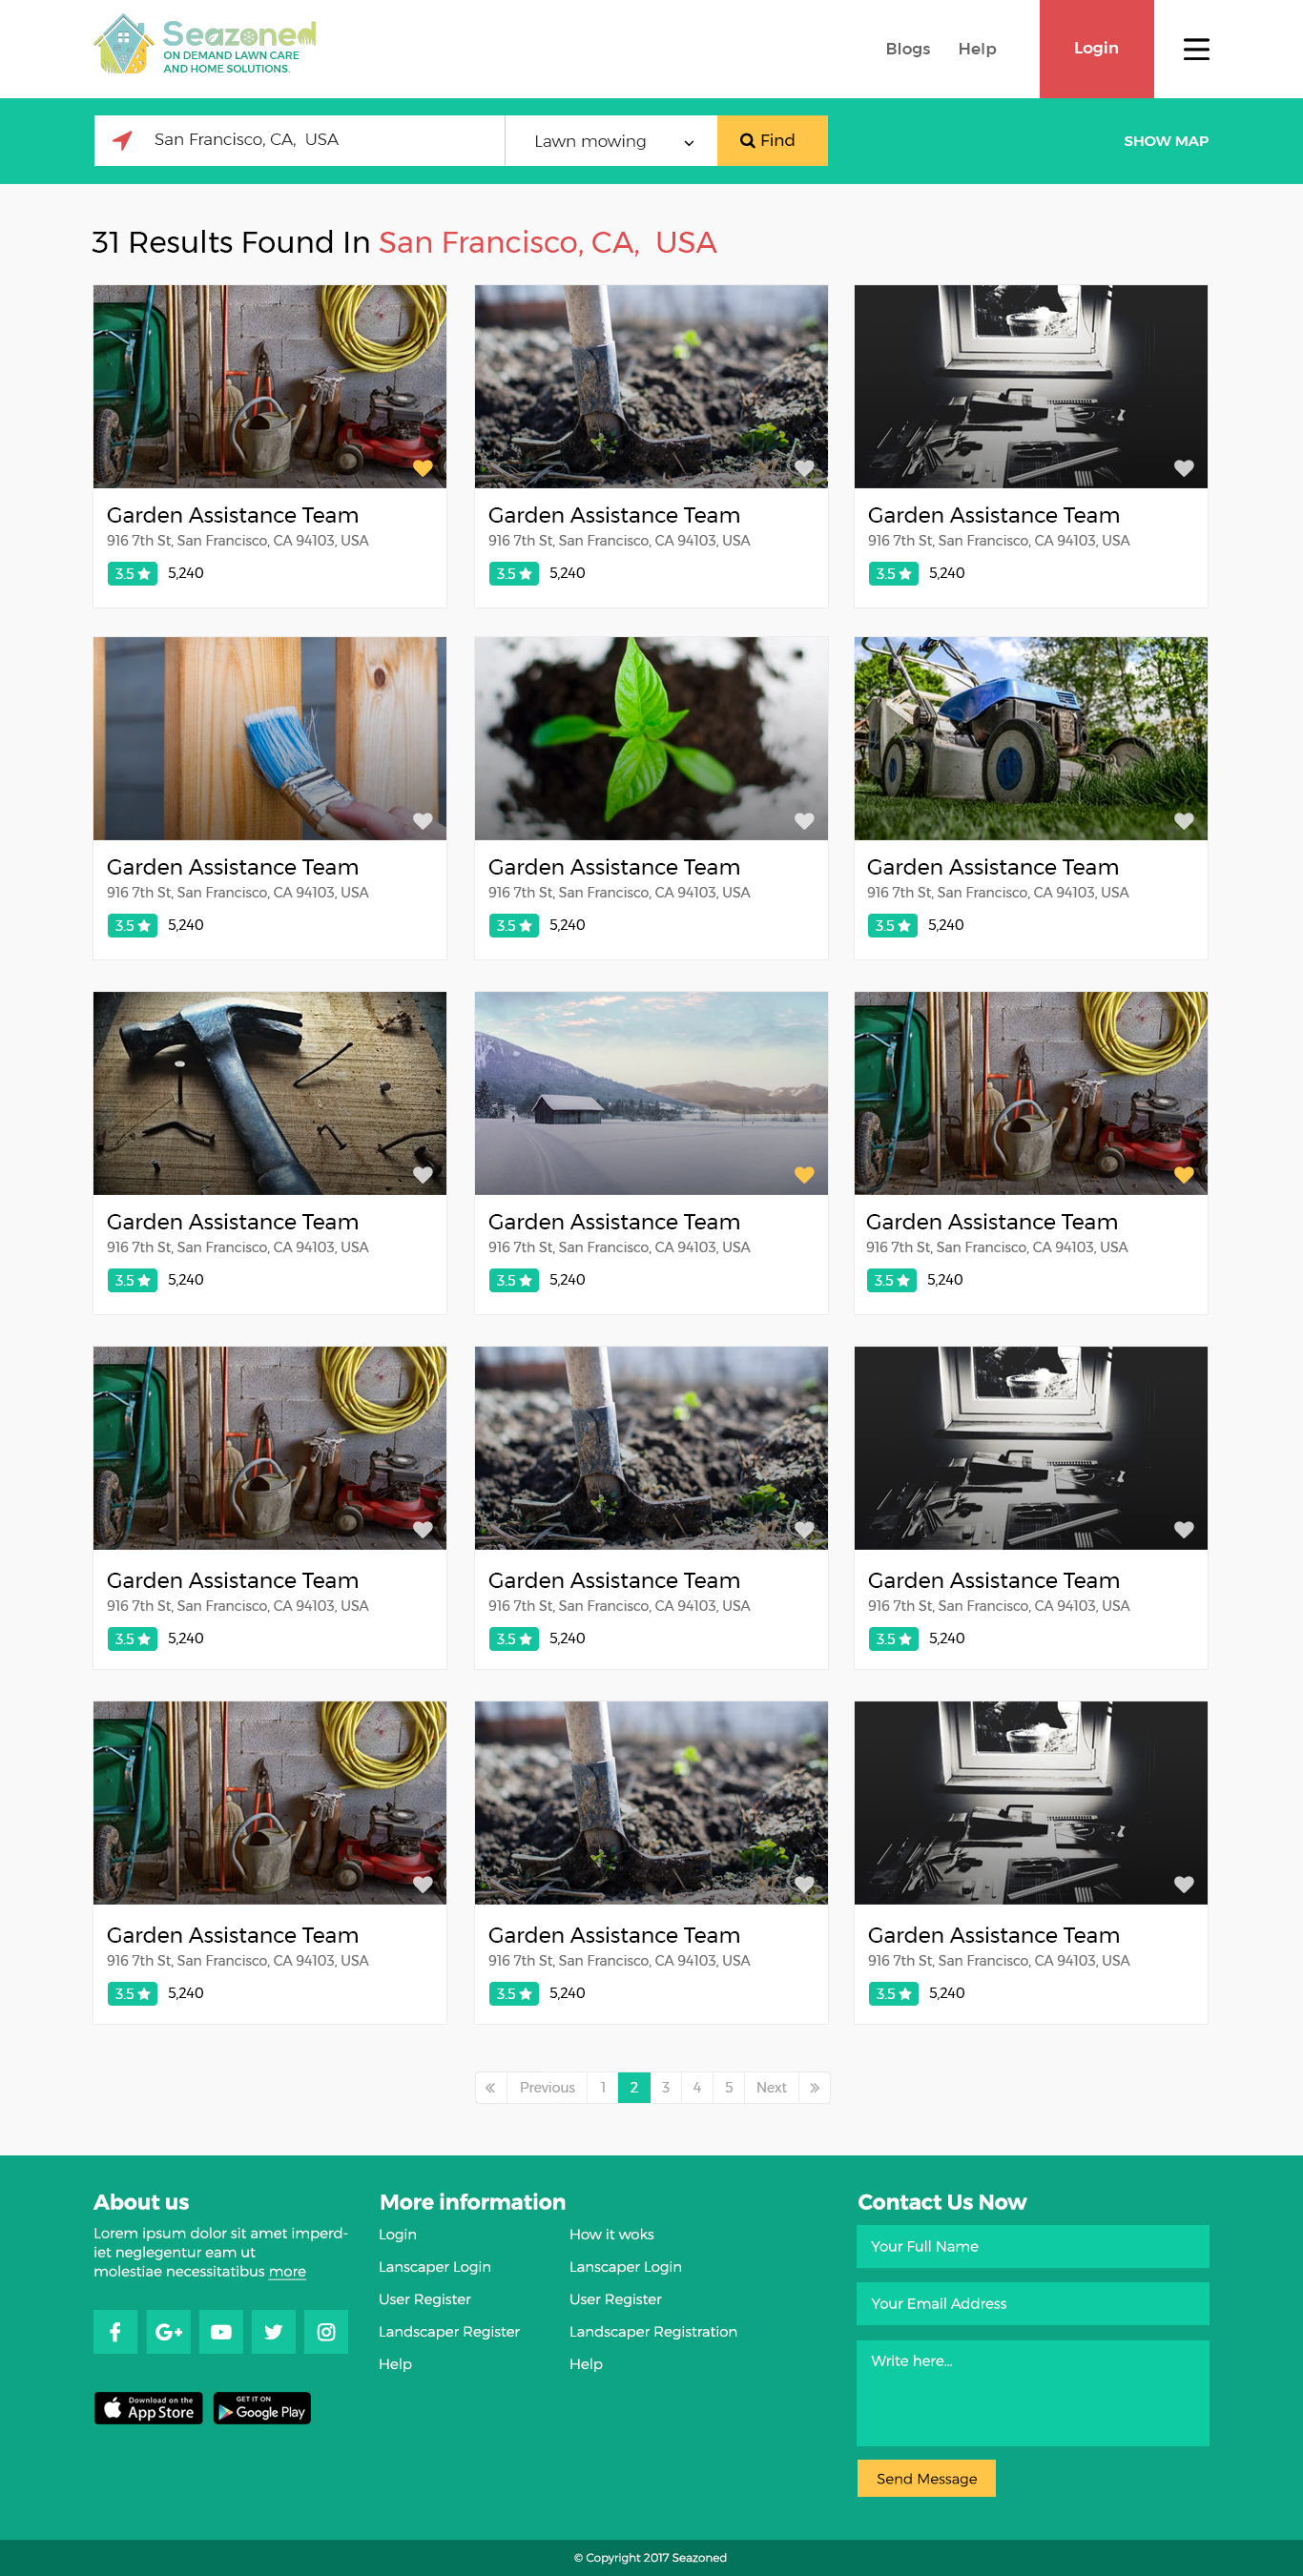 Seazoned
ON DEMAND LAWN CARE
AND HOME SOLUTIONS.
Blogs
Help
Login
San Francisco, CA, USA
Lawn mowing
Find
SHOW MAP
31 Results Found In San Francisco, CA, USA
Garden Assistance Team
916 7th St, San Francisco, CA 94103, USA
3.5 5,240
Garden Assistance Team
916 7th St, San Francisco, CA 94103, USA
3.5 5,240
Garden Assistance Team
916 7th St, San Francisco, CA 94103, USA
3.5 5,240
Garden Assistance Team
916 7th St, San Francisco, CA 94103, USA
3.5 5,240
Garden Assistance Team
916 7th St, San Francisco, CA 94103, USA
3.5 5,240
Garden Assistance Team
916 7th St, San Francisco, CA 94103, USA
3.5 5,240
Garden Assistance Team
916 7th St, San Francisco, CA 94103, USA
3.5 5,240
Garden Assistance Team
916 7th St, San Francisco, CA 94103, USA
3.5 5,240
Garden Assistance Team
916 7th St, San Francisco, CA 94103, USA
3.5 5,240
Garden Assistance Team
916 7th St, San Francisco, CA 94103, USA
3.5 5,240
Garden Assistance Team
916 7th St, San Francisco, CA 94103, USA
3.5 5,240
Garden Assistance Team
916 7th St, San Francisco, CA 94103, USA
3.5 5,240
Garden Assistance Team
916 7th St, San Francisco, CA 94103, USA
3.5 5,240
Garden Assistance Team
916 7th St, San Francisco, CA 94103, USA
3.5 5,240
Garden Assistance Team
916 7th St, San Francisco, CA 94103, USA
3.5 5,240
« Previous 1 2 3 4 5 Next »
About us
Lorem ipsum dolor sit amet imperd-
iet neglegentur eam ut
molestiae necessitatibus more
Download on the
App Store
GET IT ON
Google Play
More information
Login
Lanscaper Login
User Register
Landscaper Register
Help
How it woks
Lanscaper Login
User Register
Landscaper Registration
Help
Contact Us Now
Your Full Name
Your Email Address
Write here...
Send Message
© Copyright 2017 Seazoned